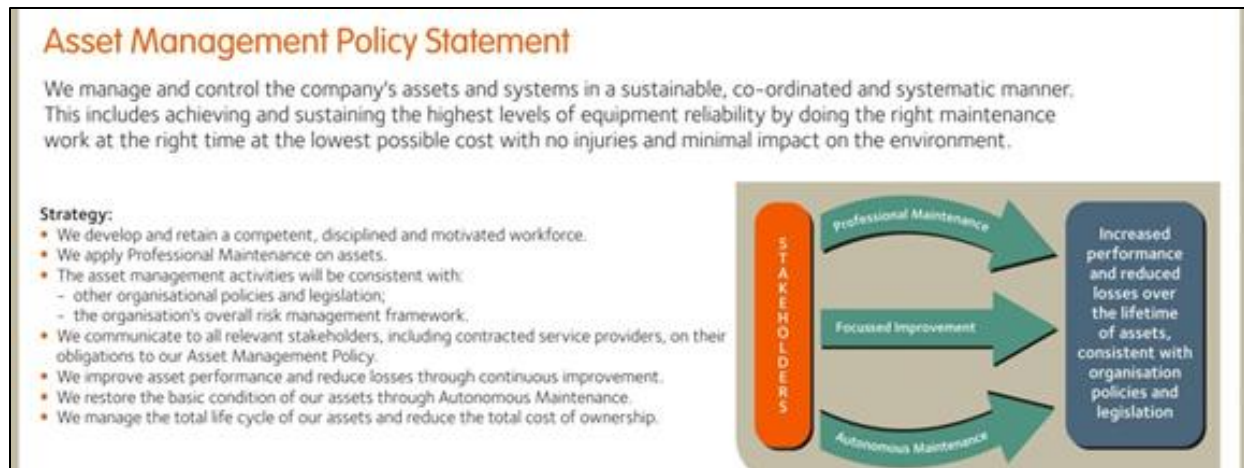 Asset Management Policy Statement
We manage and control the company's assets and systems in a sustainable, co-ordinated and systematic manner.
This includes achieving and sustaining the highest levels of equipment reliability by doing the right maintenance
work at the right time at the lowest possible cost with no injuries and minimal impact on the environment.
Strategy:
• We develop and retain a competent, disciplined and motivated workforce.
• We apply Professional Maintenance on assets.
• The asset management activities will be consistent with:
– other organisational policies and legislation;
– the organisation's overall risk management framework.
• We communicate to all relevant stakeholders, including contracted service providers, on their
obligations to our Asset Management Policy.
• We improve asset performance and reduce losses through continuous improvement.
• We restore the basic condition of our assets through Autonomous Maintenance.
• We manage the total life cycle of our assets and reduce the total cost of ownership.
STAKEHOLDERS
Professional Maintenance
Focussed Improvement
Autonomous Maintenance
Increased
performance
and reduced
losses over
the lifetime
of assets,
consistent with
organisation
policies and
legislation